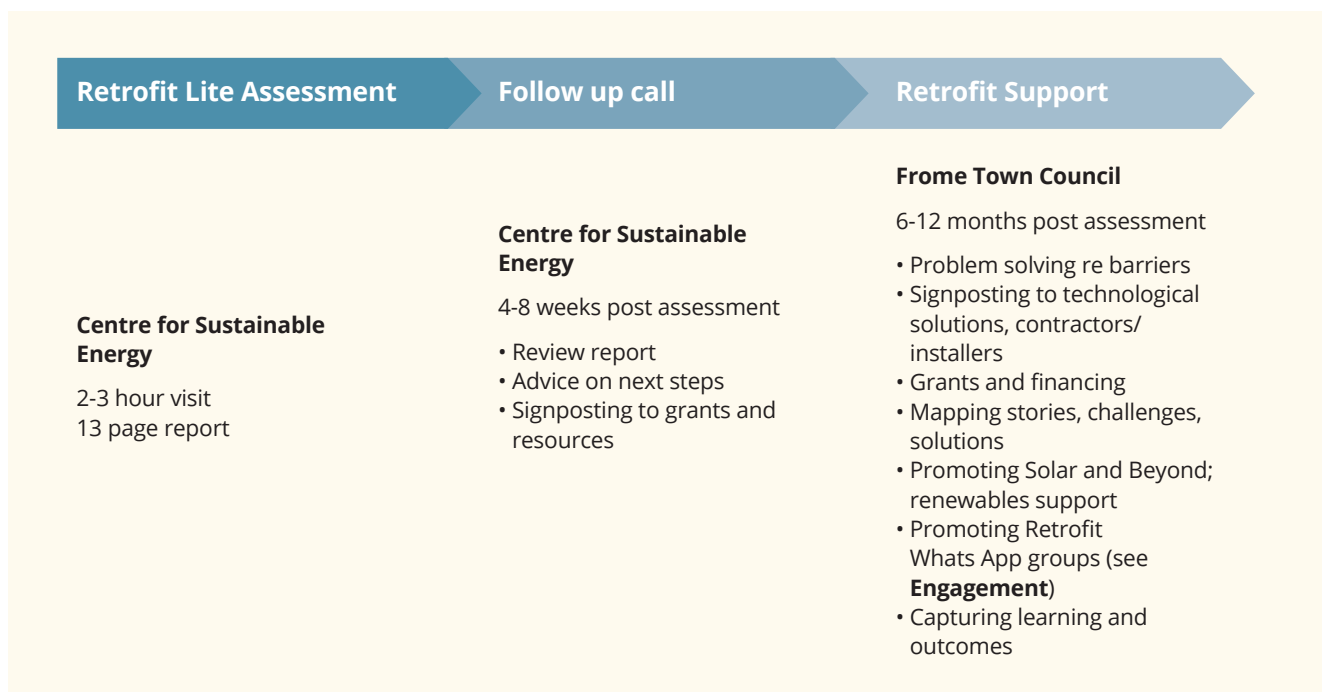 Retrofit Lite Assessment
Follow up call
Retrofit Support
Centre for Sustainable
Energy
2-3 hour visit
13 page report
Centre for Sustainable
Energy
4-8 weeks post assessment
• Review report
• Advice on next steps
• Signposting to grants and
resources
Frome Town Council
6-12 months post assessment
• Problem solving re barriers
• Signposting to technological
solutions, contractors/
installers
• Grants and financing
• Mapping stories, challenges,
solutions
• Promoting Solar and Beyond;
renewables support
• Promoting Retrofit
Whats App groups (see
Engagement)
• Capturing learning and
outcomes